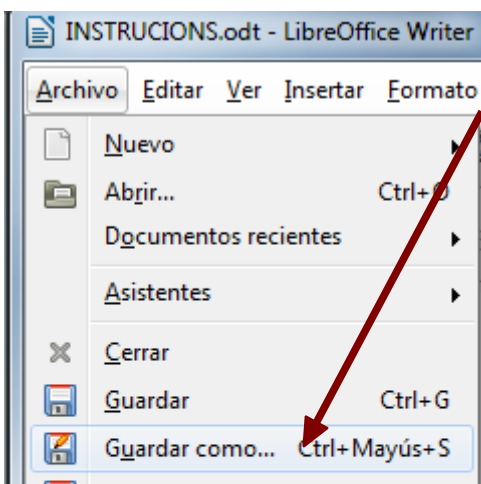 INSTRUCIONS.odt - LibreOffice Writer
Archivo Editar Ver Insertar Formato
Nuevo
Abrir... Ctrl+O
Documentos recientes
Asistentes
Cerrar
Guardar Ctrl+G
Guardar como... Ctrl+Mayús+S